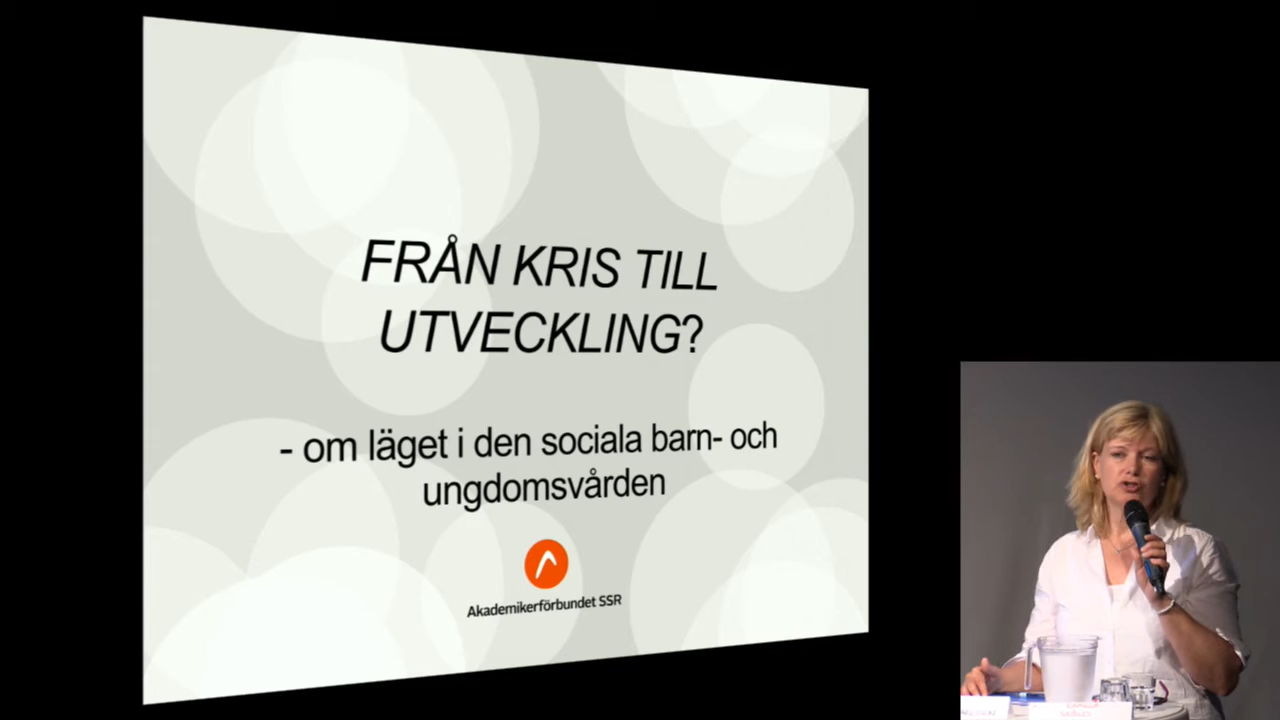 FRÅN KRIS TILL
UTVECKLING?
- om läget i den sociala barn- och
ungdomsvården
Akademikerförbundet SSR